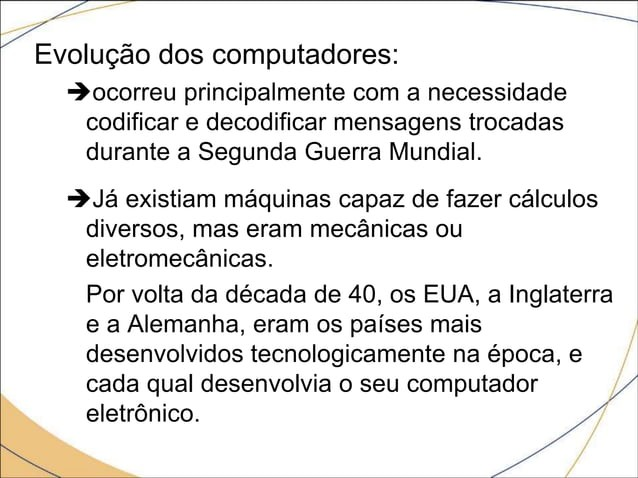 Evolução dos computadores:
➔ocorreu principalmente com a necessidade
codificar e decodificar mensagens trocadas
durante a Segunda Guerra Mundial.
➔Já existiam máquinas capaz de fazer cálculos
diversos, mas eram mecânicas ou
eletromecânicas.
Por volta da década de 40, os EUA, a Inglaterra
e a Alemanha, eram os países mais
desenvolvidos tecnologicamente na época, e
cada qual desenvolvia o seu computador
eletrônico.